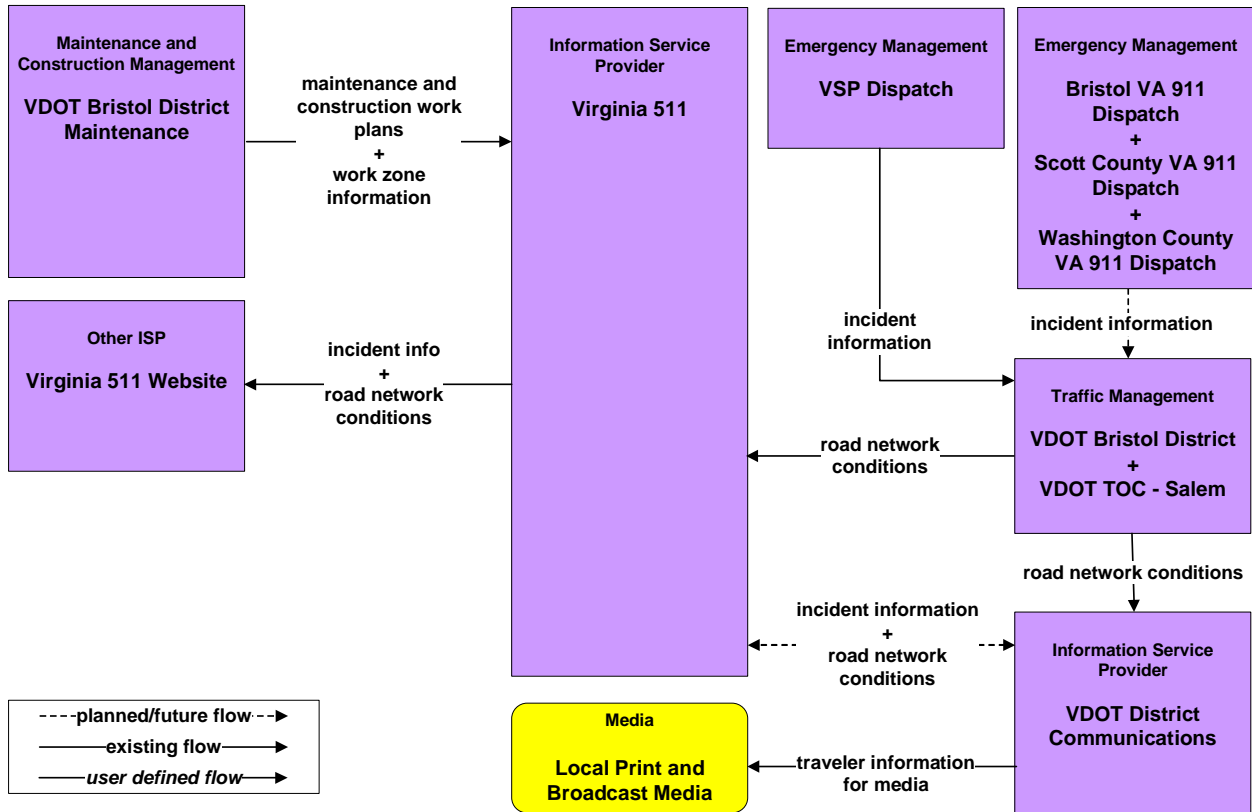 Maintenance and
Construction Management
VDOT Bristol District
Maintenance
maintenance and
construction work
plans
+
work zone
information
Information Service
Provider
Virginia 511
Emergency Management
VSP Dispatch
Emergency Management
Bristol VA 911
Dispatch
+
Scott County VA 911
Dispatch
+
Washington County
VA 911 Dispatch
Other ISP
Virginia 511 Website
incident info
+
road network
conditions
incident
information
incident information
Traffic Management
VDOT Bristol District
+
VDOT TOC - Salem
road network
conditions
road network conditions
incident information
+
road network
conditions
Information Service
Provider
VDOT District
Communications
planned/future flow
existing flow
user defined flow
Media
Local Print and
Broadcast Media
traveler information
for media